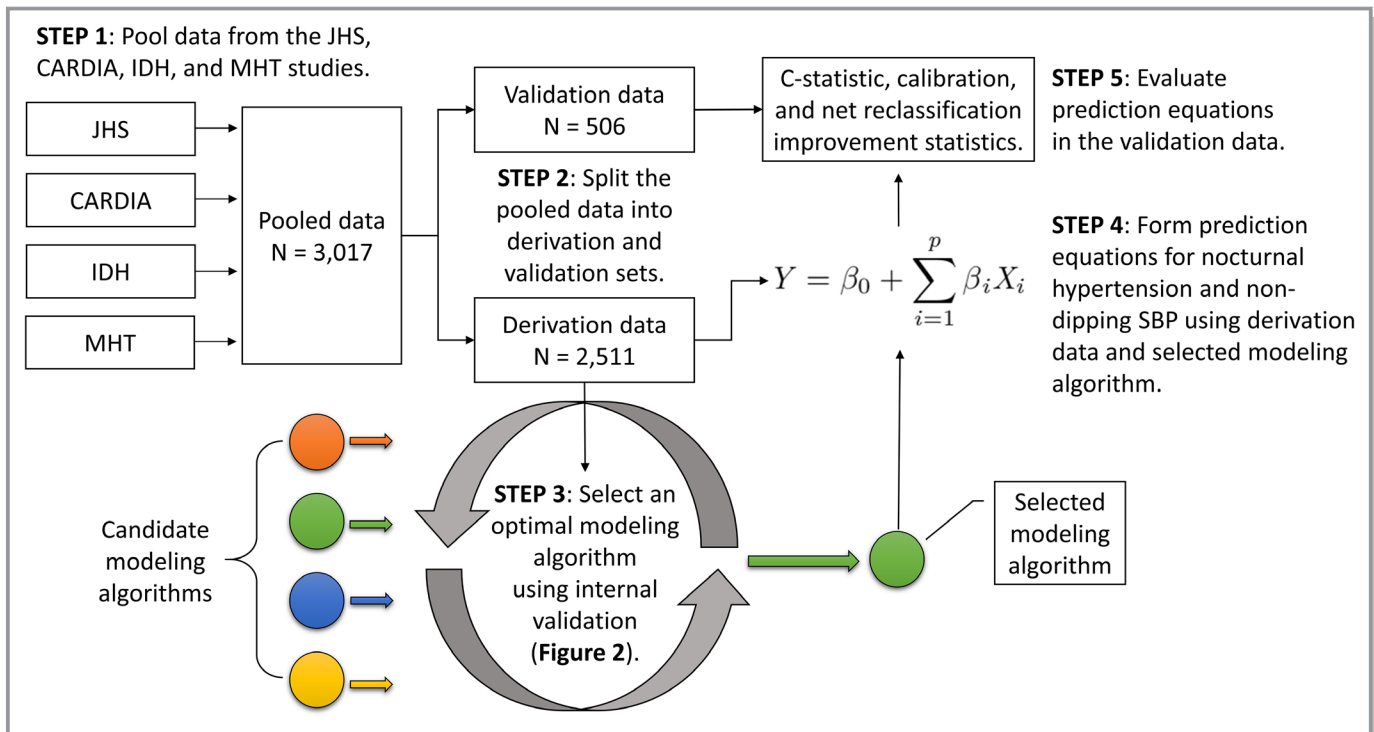 STEP 1: Pool data from the JHS,
CARDIA, IDH, and MHT studies.
JHS
CARDIA
IDH
MHT
Pooled data
N = 3,017
Validation data
N = 506
STEP 2: Split the
pooled data into
derivation and
validation sets.
Derivation data
N = 2,511
C-statistic, calibration,
and net reclassification
improvement statistics.
STEP 5: Evaluate
prediction equations
in the validation data.
Y = β₀ + ∑ᵢ₌₁ᵖ βᵢXᵢ
STEP 4: Form prediction
equations for nocturnal
hypertension and non-
dipping SBP using derivation
data and selected modeling
algorithm.
Candidate
modeling
algorithms
STEP 3: Select an
optimal modeling
algorithm
using internal
validation
(Figure 2).
Selected
modeling
algorithm